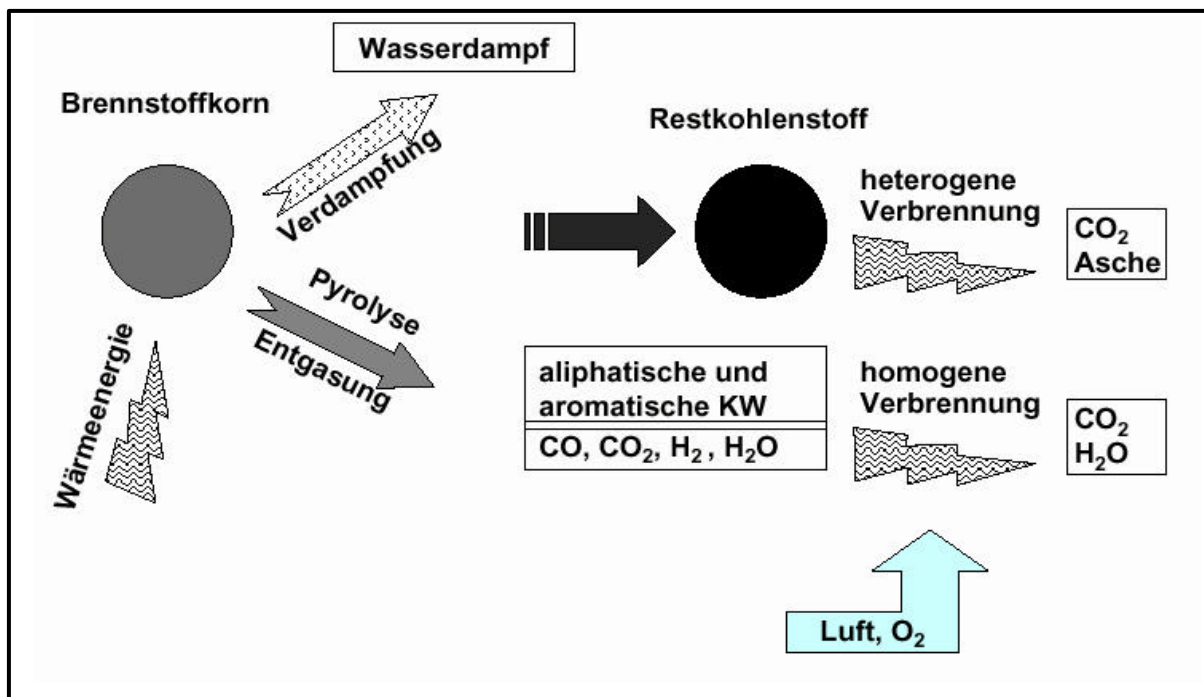 Wasserdampf
Brennstoffkorn
Verdampfung
Pyrolyse
Entgasung
Wärmeenergie
Restkohlenstoff
heterogene
Verbrennung
CO₂
Asche
aliphatische und
aromatische KW
CO, CO₂, H₂ , H₂O
homogene
Verbrennung
CO₂
H₂O
Luft, O₂